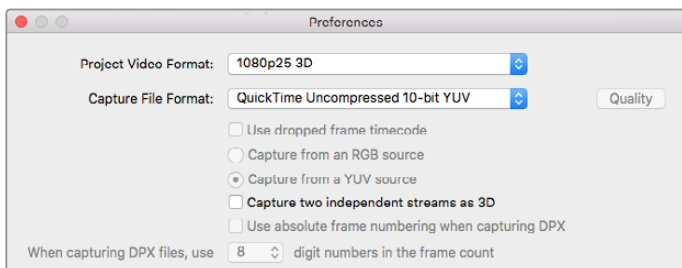 Preferences
Project Video Format: 1080p25 3D
Capture File Format: QuickTime Uncompressed 10-bit YUV Quality
Use dropped frame timecode
Capture from an RGB source
Capture from a YUV source
Capture two independent streams as 3D
Use absolute frame numbering when capturing DPX
When capturing DPX files, use 8 digit numbers in the frame count